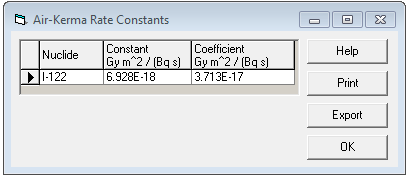 Air-Kerma Rate Constants
Nuclide Constant Gy m^2 / (Bq s) Coefficient Gy m^2 / (Bq s)
I-122 6.928E-18 3.713E-17
Help
Print
Export
OK